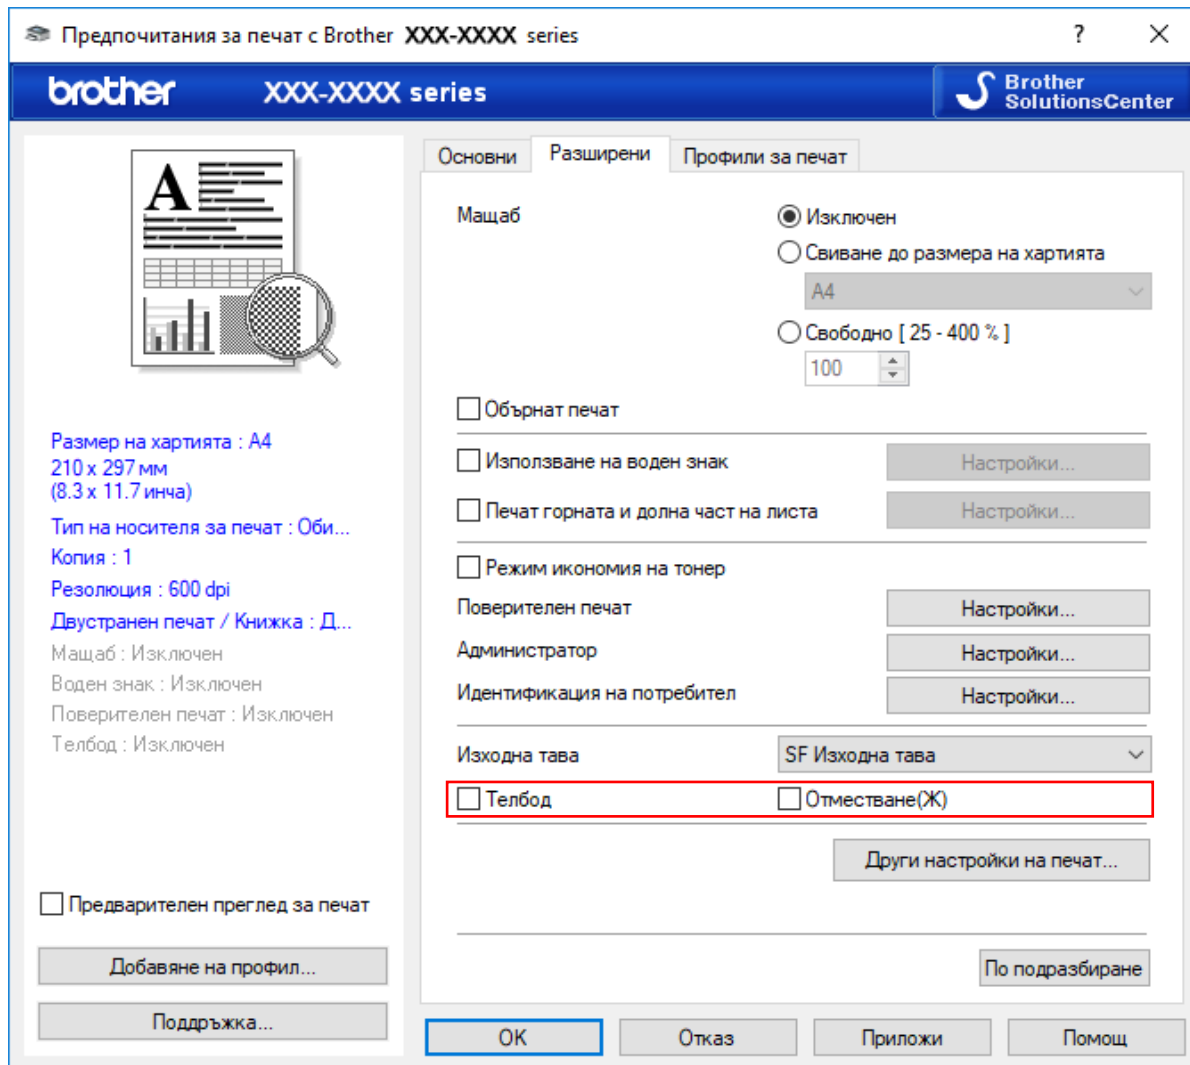 Предпочитания за печат с Brother XXX-XXXX series
?
brother XXX-XXXX series
Brother
SolutionsCenter
A
Размер на хартията : A4
210 x 297 мм
(8.3 x 11.7 инча)
Тип на носителя за печат : Оби...
Копия : 1
Резолюция : 600 dpi
Двустранен печат / Книжка : Д...
Мащаб : Изключен
Воден знак : Изключен
Поверителен печат : Изключен
Телбод : Изключен
Предварителен преглед за печат
Добавяне на профил...
Поддръжка...
Основни Разширени Профили за печат
Мащаб Изключен
Свиване до размера на хартията
A4
Свободно [ 25 - 400 % ]
100
Обърнат печат
Използване на воден знак Настройки...
Печат горната и долна част на листа Настройки...
Режим икономия на тонер
Поверителен печат Настройки...
Администратор Настройки...
Идентификация на потребител Настройки...
Изходна тава SF Изходна тава
Телбод Отместване(Ж)
Други настройки на печат...
По подразбиране
OK Отказ Приложи Помощ